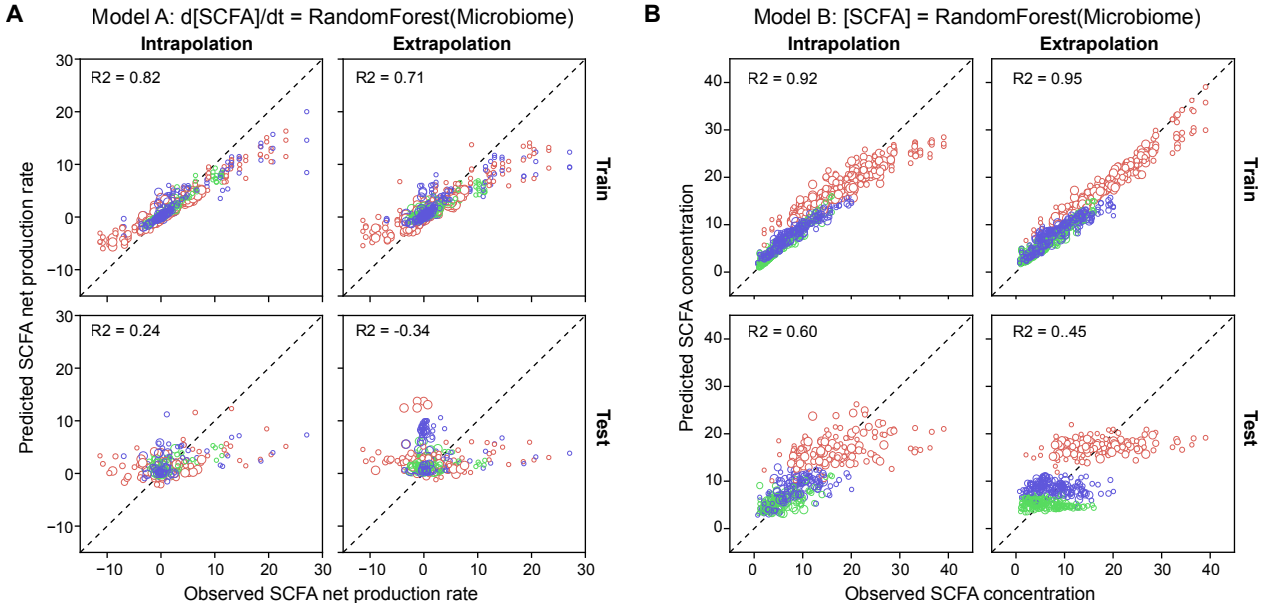 A
Model A: d[SCFA]/dt = RandomForest(Microbiome)
Intrapolation
Extrapolation
Predicted SCFA net production rate
30
20
10
0
−10
R2 = 0.82
R2 = 0.71
Train
30
20
10
0
−10
R2 = 0.24
R2 = -0.34
Test
−10
0
10
20
30
−10
0
10
20
30
Observed SCFA net production rate
B
Model B: [SCFA] = RandomForest(Microbiome)
Intrapolation
Extrapolation
Predicted SCFA concentration
40
30
20
10
0
R2 = 0.92
R2 = 0.95
Train
40
30
20
10
0
R2 = 0.60
R2 = 0..45
Test
0
10
20
30
40
0
10
20
30
40
Observed SCFA concentration